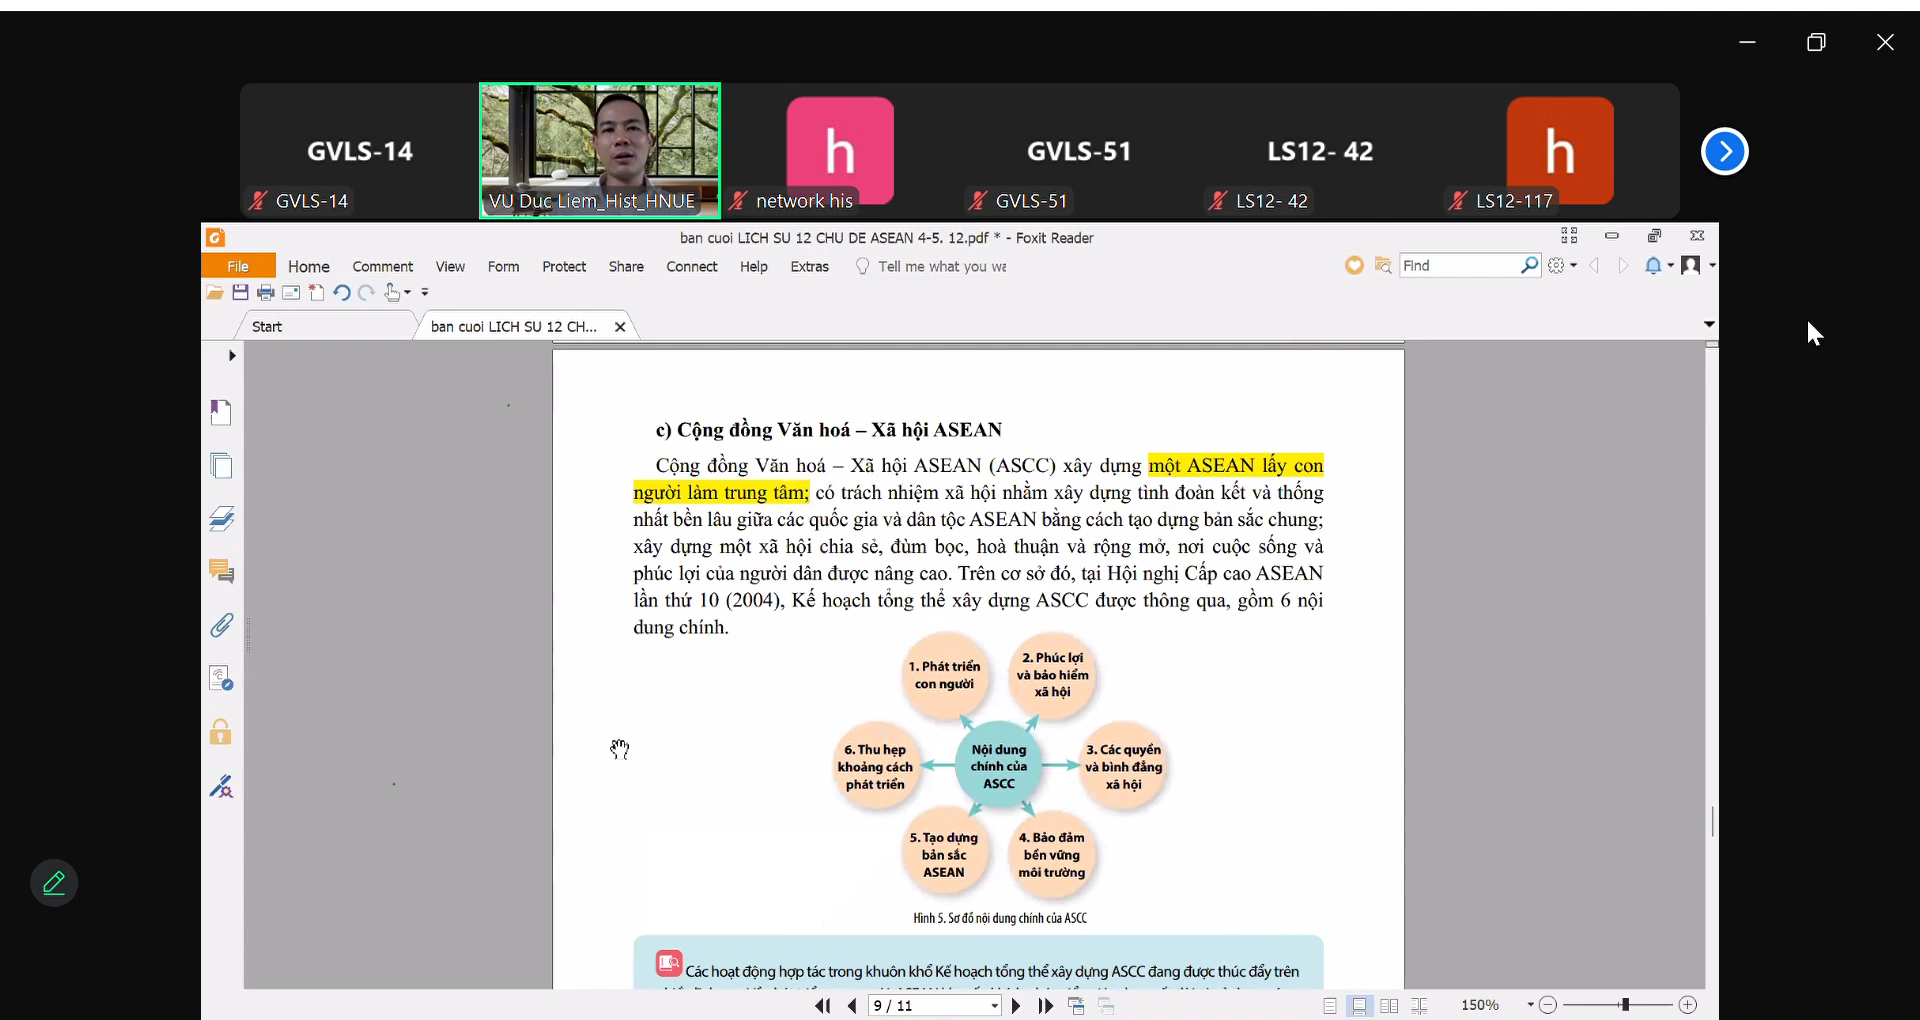 GVLS-14
GVLS-14
VU Duc Liem_Hist_HNUE
h
network his
GVLS-51
GVLS-51
LS12- 42
LS12- 42
h
LS12-117
ban cuoi LICH SU 12 CHU DE ASEAN 4-5. 12.pdf * - Foxit Reader
File Home Comment View Form Protect Share Connect Help Extras Tell me what you wa
Find
Start
ban cuoi LICH SU 12 CH...
c) Cộng đồng Văn hoá – Xã hội ASEAN
Cộng đồng Văn hoá – Xã hội ASEAN (ASCC) xây dựng một ASEAN lấy con
người làm trung tâm; có trách nhiệm xã hội nhằm xây dựng tình đoàn kết và thống
nhất bền lâu giữa các quốc gia và dân tộc ASEAN bằng cách tạo dựng bản sắc chung;
xây dựng một xã hội chia sẻ, đùm bọc, hoà thuận và rộng mở, nơi cuộc sống và
phúc lợi của người dân được nâng cao. Trên cơ sở đó, tại Hội nghị Cấp cao ASEAN
lần thứ 10 (2004), Kế hoạch tổng thể xây dựng ASCC được thông qua, gồm 6 nội
dung chính.
1. Phát triển
con người
2. Phúc lợi
và bảo hiểm
xã hội
6. Thu hẹp
khoảng cách
phát triển
Nội dung
chính của
ASCC
3. Các quyền
và bình đẳng
xã hội
5. Tạo dựng
bản sắc
ASEAN
4. Bảo đảm
bền vững
môi trường
Hình 5. Sơ đồ nội dung chính của ASCC
Các hoạt động hợp tác trong khuôn khổ Kế hoạch tổng thể xây dựng ASCC đang được thúc đẩy trên
9 / 11
150%